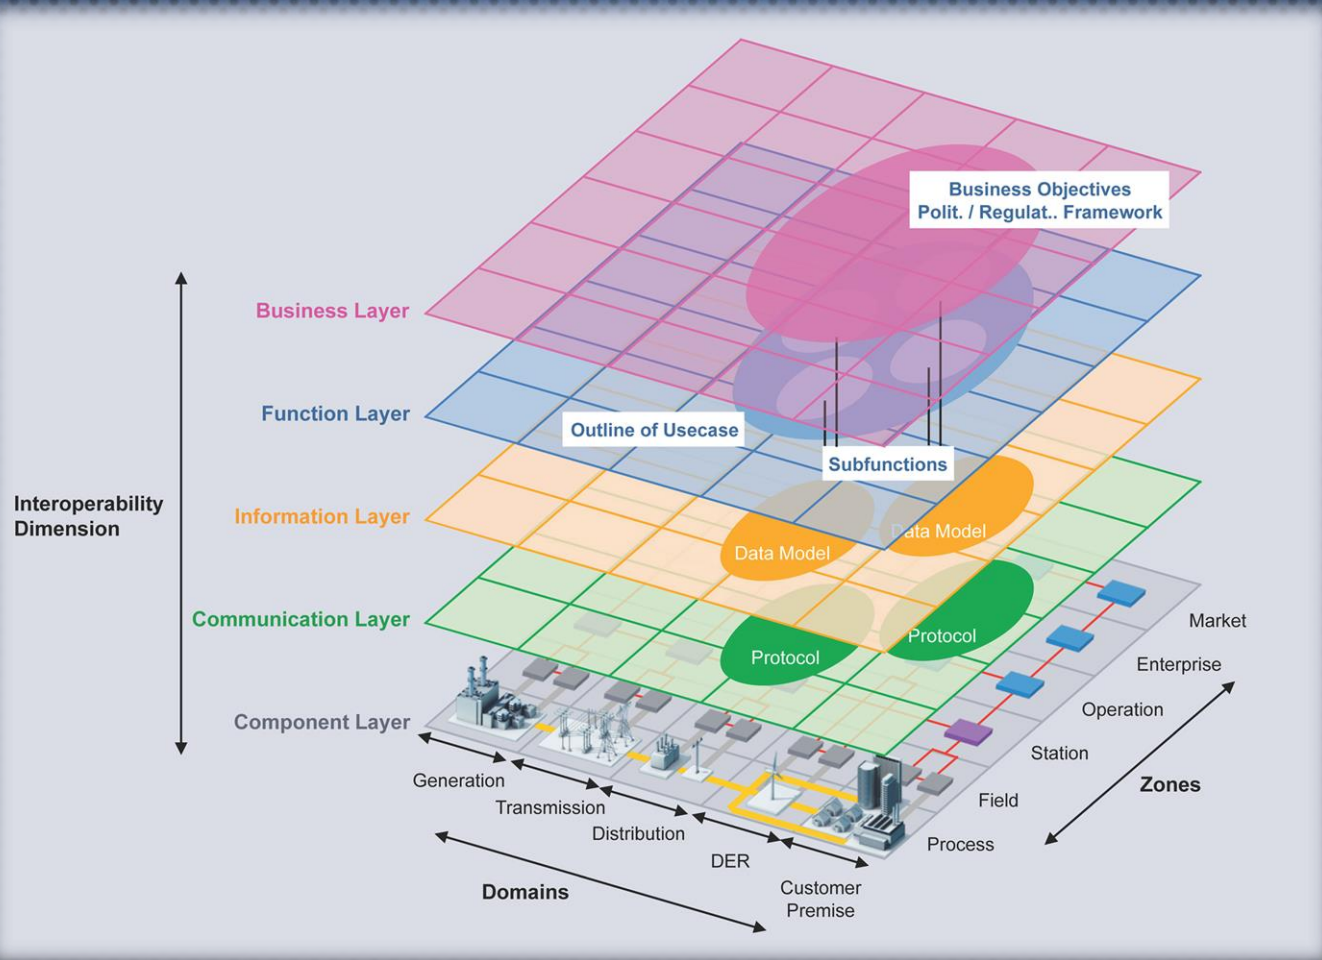 Business Objectives
Polit. / Regulat.. Framework
Business Layer
Function Layer
Outline of Usecase
Subfunctions
Interoperability
Dimension
Information Layer
Data Model
Data Model
Communication Layer
Protocol
Protocol
Component Layer
Market
Enterprise
Operation
Station
Field
Process
Zones
Generation
Transmission
Distribution
DER
Customer
Premise
Domains